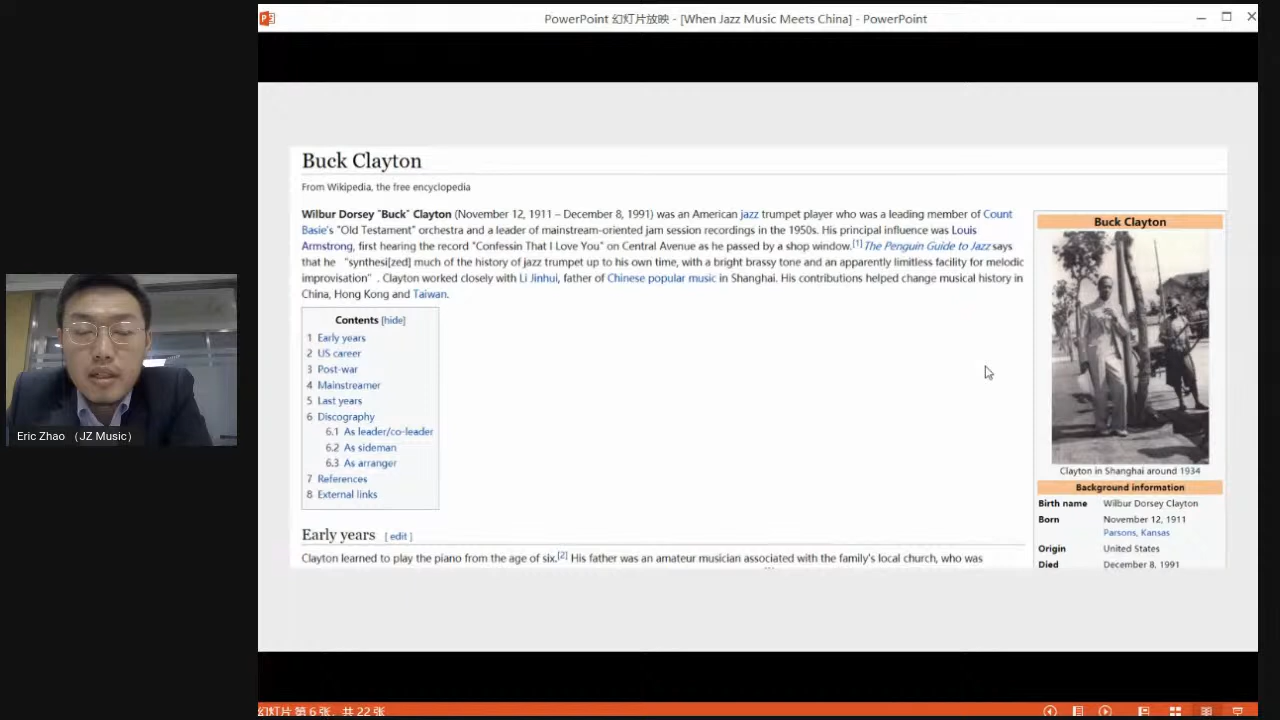 PowerPoint 幻灯片放映 - [When Jazz Music Meets China] - PowerPoint
Buck Clayton
From Wikipedia, the free encyclopedia
Wilbur Dorsey "Buck" Clayton (November 12, 1911 – December 8, 1991) was an American jazz trumpet player who was a leading member of Count
Basie's "Old Testament" orchestra and a leader of mainstream-oriented jam session recordings in the 1950s. His principal influence was Louis
Armstrong, first hearing the record "Confessin That I Love You" on Central Avenue as he passed by a shop window.[1] The Penguin Guide to Jazz says
that he "synthesi[zed] much of the history of jazz trumpet up to his own time, with a bright brassy tone and an apparently limitless facility for melodic
improvisation" . Clayton worked closely with Li Jinhui, father of Chinese popular music in Shanghai. His contributions helped change musical history in
China, Hong Kong and Taiwan.
Contents [hide]
1 Early years
2 US career
3 Post-war
4 Mainstreamer
5 Last years
6 Discography
6.1 As leader/co-leader
6.2 As sideman
6.3 As arranger
7 References
8 External links
Early years [ edit ]
Clayton learned to play the piano from the age of six.[2] His father was an amateur musician associated with the family's local church, who was
Buck Clayton
Clayton in Shanghai around 1934
Background information
Birth name Wilbur Dorsey Clayton
Born November 12, 1911
Parsons, Kansas
Origin United States
Died December 8, 1991
Eric Zhao （JZ Music）
幻灯片 第 6 张，共 22 张